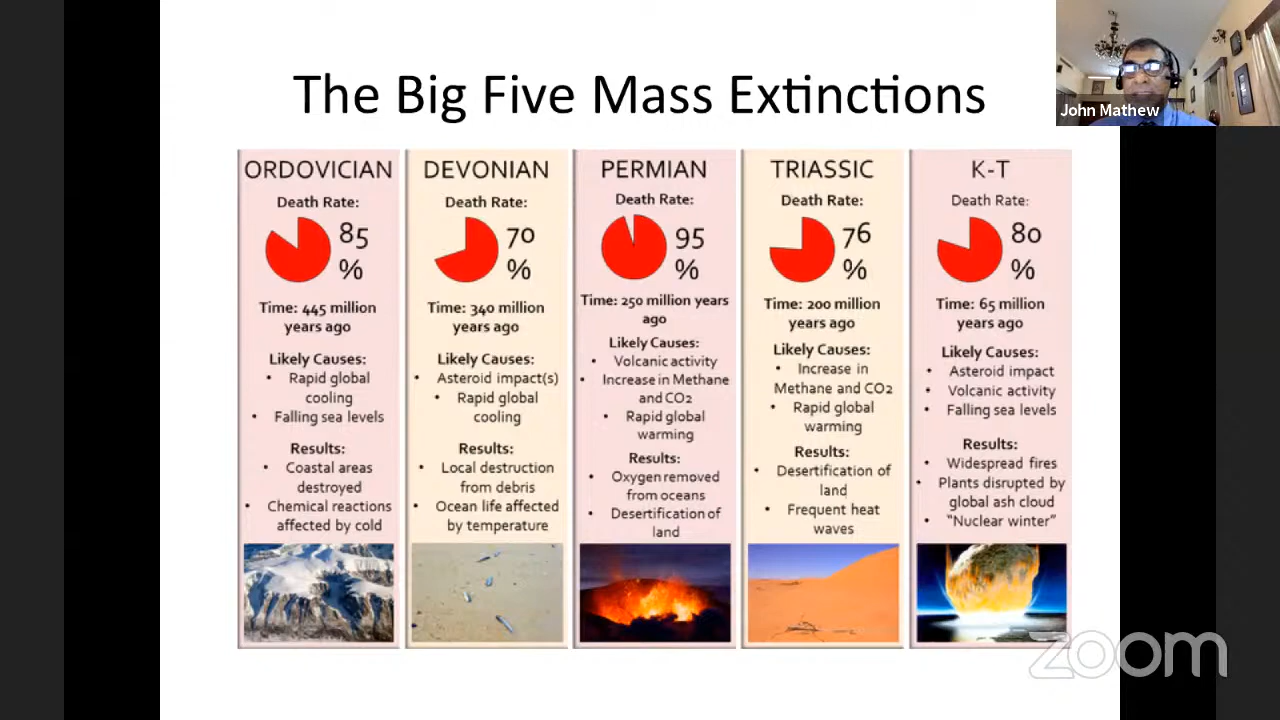 The Big Five Mass Extinctions
John Mathew
ORDOVICIAN
Death Rate:
85
%
Time: 445 million
years ago
Likely Causes:
• Rapid global
cooling
• Falling sea levels
Results:
• Coastal areas
destroyed
• Chemical reactions
affected by cold
DEVONIAN
Death Rate:
70
%
Time: 340 million
years ago
Likely Causes:
• Asteroid impact(s)
• Rapid global
cooling
Results:
• Local destruction
from debris
• Ocean life affected
by temperature
PERMIAN
Death Rate:
95
%
Time: 250 million years
ago
Likely Causes:
• Volcanic activity
• Increase in Methane
and CO2
• Rapid global
warming
Results:
• Oxygen removed
from oceans
• Desertification of
land
TRIASSIC
Death Rate:
76
%
Time: 200 million
years ago
Likely Causes:
• Increase in
Methane and CO2
• Rapid global
warming
Results:
• Desertification of
land
• Frequent heat
waves
K-T
Death Rate:
80
%
Time: 65 million
years ago
Likely Causes:
• Asteroid impact
• Volcanic activity
• Falling sea levels
Results:
• Widespread fires
• Plants disrupted by
global ash cloud
• “Nuclear winter”
zoom